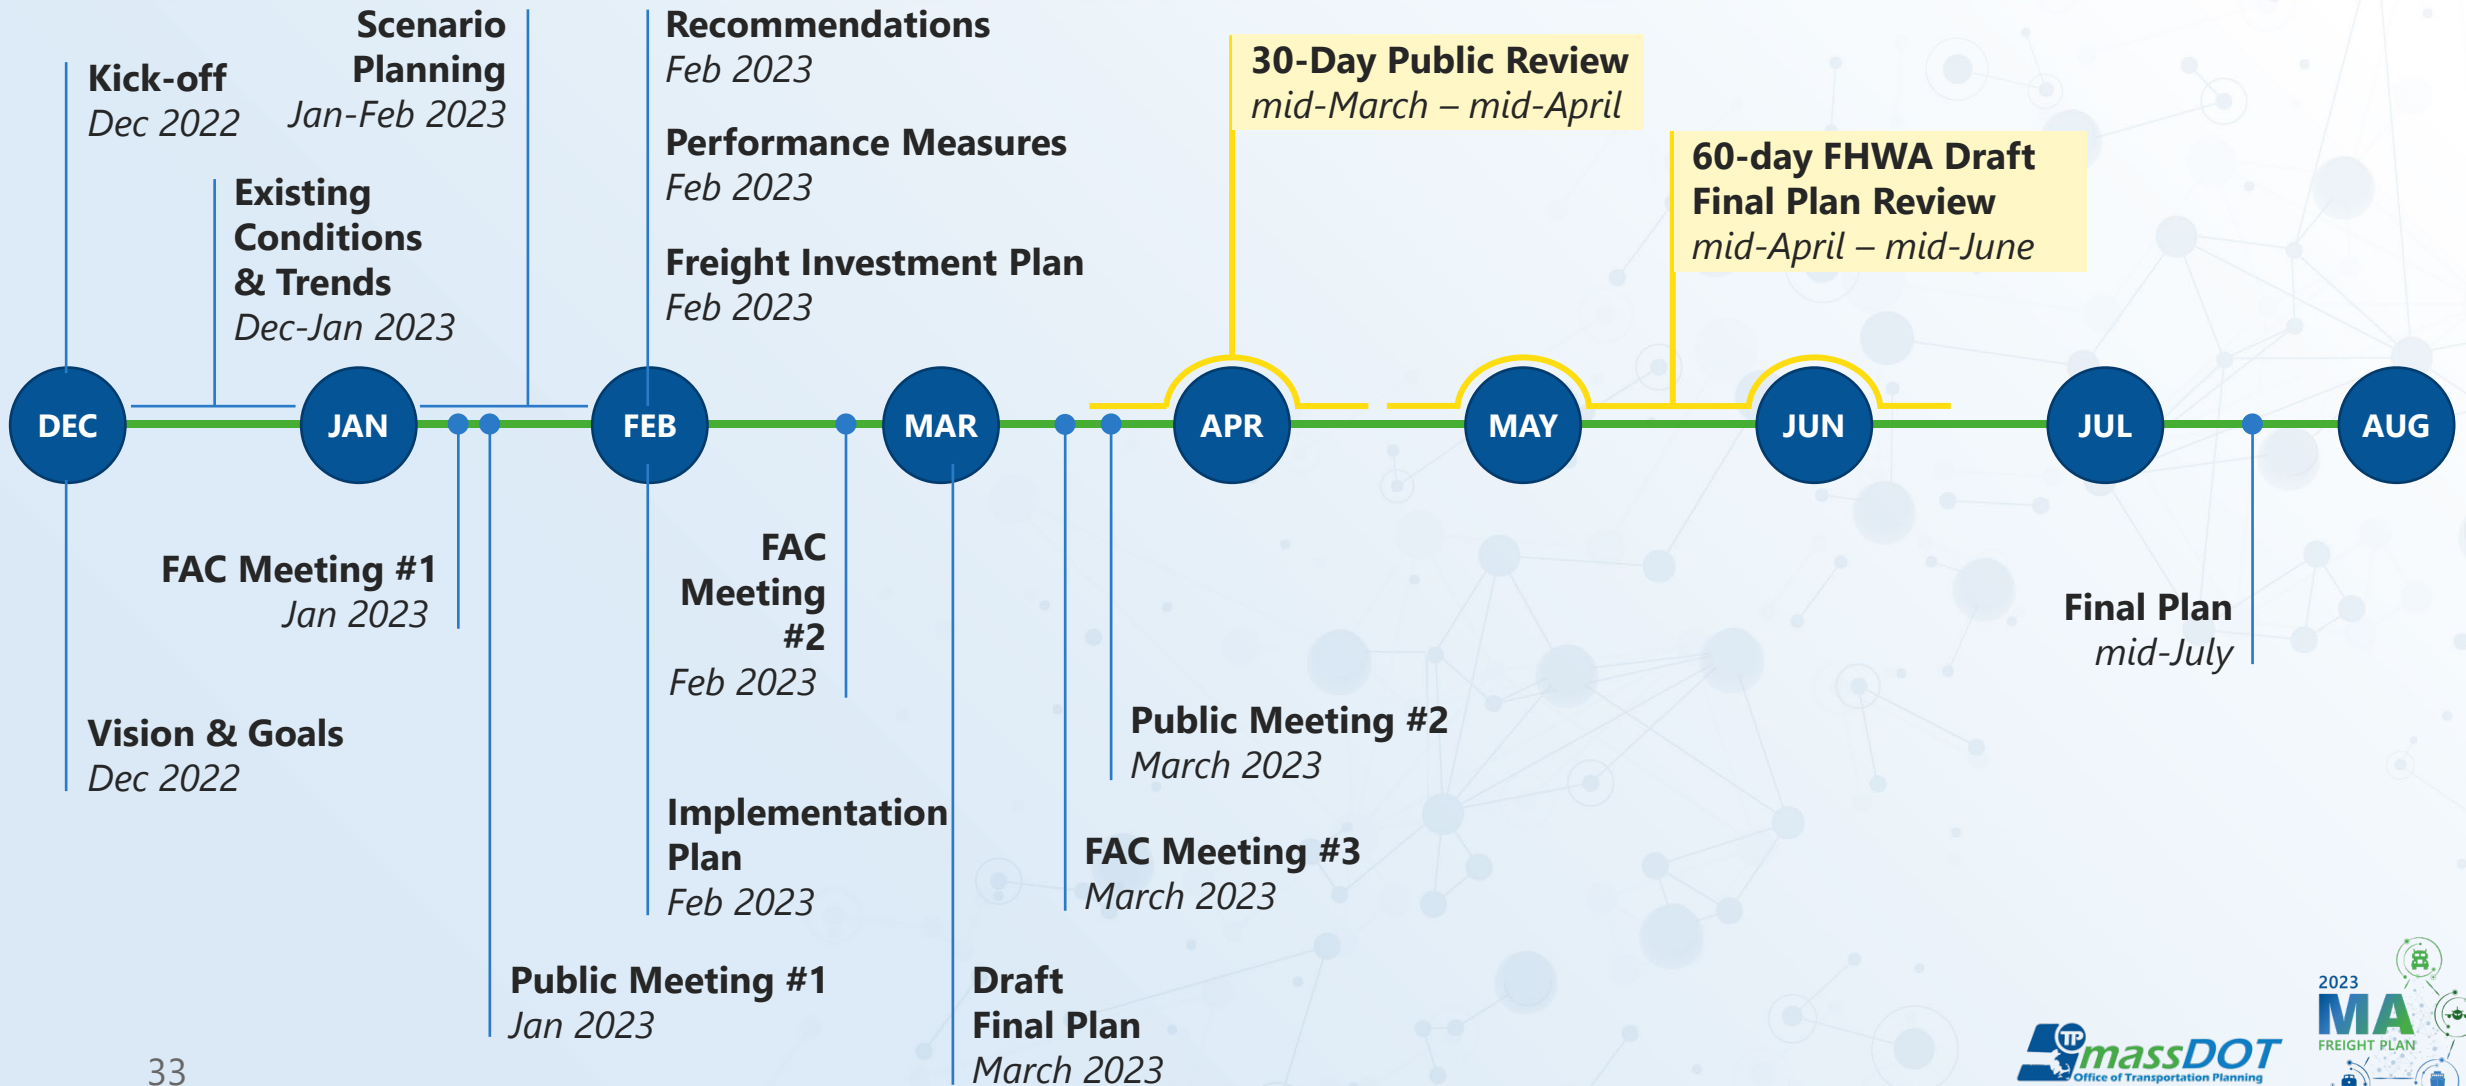 Kick-off
Dec 2022
Scenario
Planning
Jan-Feb 2023
Existing
Conditions
& Trends
Dec-Jan 2023
Recommendations
Feb 2023
Performance Measures
Feb 2023
Freight Investment Plan
Feb 2023
30-Day Public Review
mid-March – mid-April
60-day FHWA Draft
Final Plan Review
mid-April – mid-June
DEC
JAN
FEB
MAR
APR
MAY
JUN
JUL
AUG
FAC Meeting #1
Jan 2023
Vision & Goals
Dec 2022
Public Meeting #1
Jan 2023
FAC
Meeting
#2
Feb 2023
Implementation
Plan
Feb 2023
Draft
Final Plan
March 2023
Public Meeting #2
March 2023
FAC Meeting #3
March 2023
Final Plan
mid-July
33
TP
massDOT
Office of Transportation Planning
2023
MA
FREIGHT PLAN